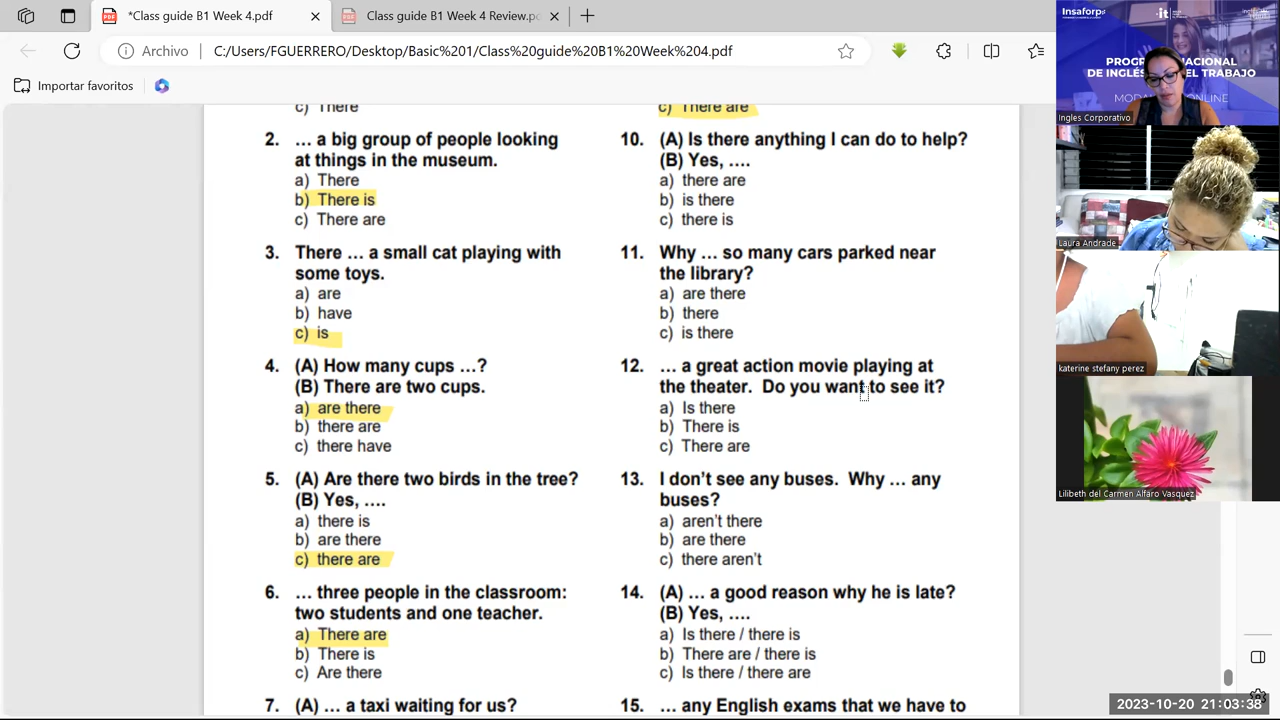 *Class guide B1 Week 4.pdf
Class guide B1 Week 4 Review.pd
Archivo
C:/Users/FGUERRERO/Desktop/Basic%201/Class%20guide%20B1%20Week%204.pdf
Importar favoritos
c) There
2. … a big group of people looking
at things in the museum.
a) There
b) There is
c) There are
3. There … a small cat playing with
some toys.
a) are
b) have
c) is
4. (A) How many cups …?
(B) There are two cups.
a) are there
b) there are
c) there have
5. (A) Are there two birds in the tree?
(B) Yes, ….
a) there is
b) are there
c) there are
6. … three people in the classroom:
two students and one teacher.
a) There are
b) There is
c) Are there
7. (A) … a taxi waiting for us?
c) There are
10. (A) Is there anything I can do to help?
(B) Yes, ….
a) there are
b) is there
c) there is
11. Why … so many cars parked near
the library?
a) are there
b) there
c) is there
12. … a great action movie playing at
the theater. Do you want to see it?
a) Is there
b) There is
c) There are
13. I don't see any buses. Why … any
buses?
a) aren't there
b) are there
c) there aren't
14. (A) … a good reason why he is late?
(B) Yes, ….
a) Is there / there is
b) There are / there is
c) Is there / there are
15. … any English exams that we have to
Insaforp
Ingles Corporativo
Laura Andrade
katerine stefany perez
Lilibeth del Carmen Alfaro Vasquez
2023-10-20 21:03:38